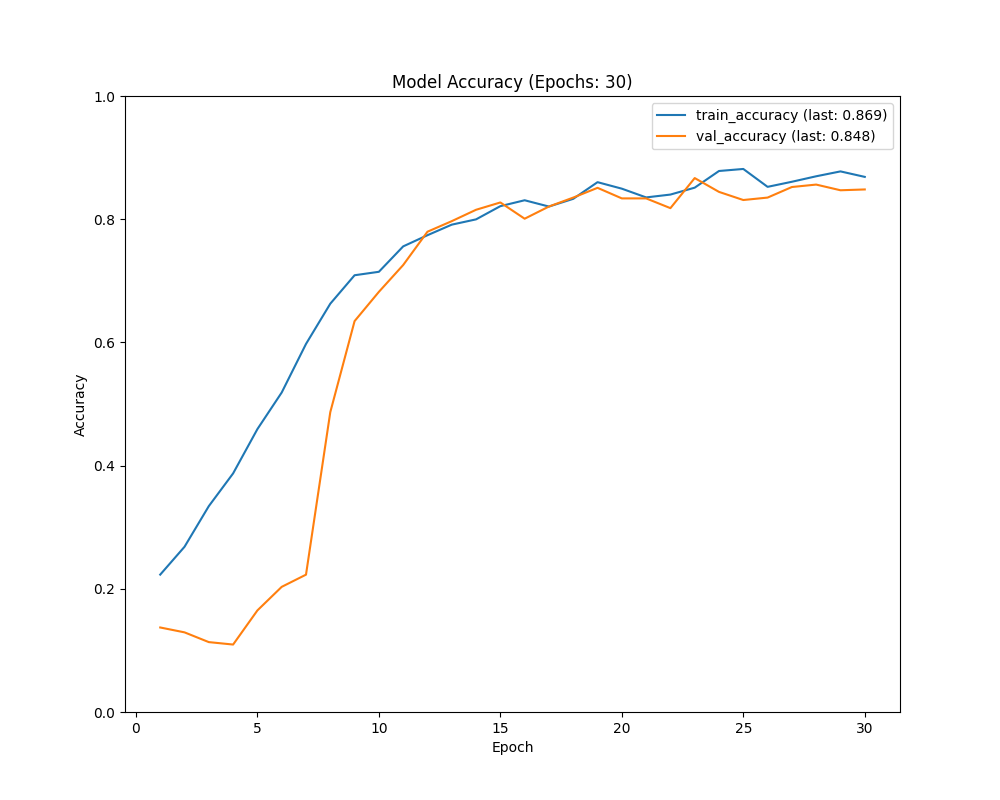 Model Accuracy (Epochs: 30)
train_accuracy (last: 0.869)
val_accuracy (last: 0.848)
1.0
0.8
0.6
0.4
0.2
0.0
Accuracy
0 5 10 15 20 25 30
Epoch